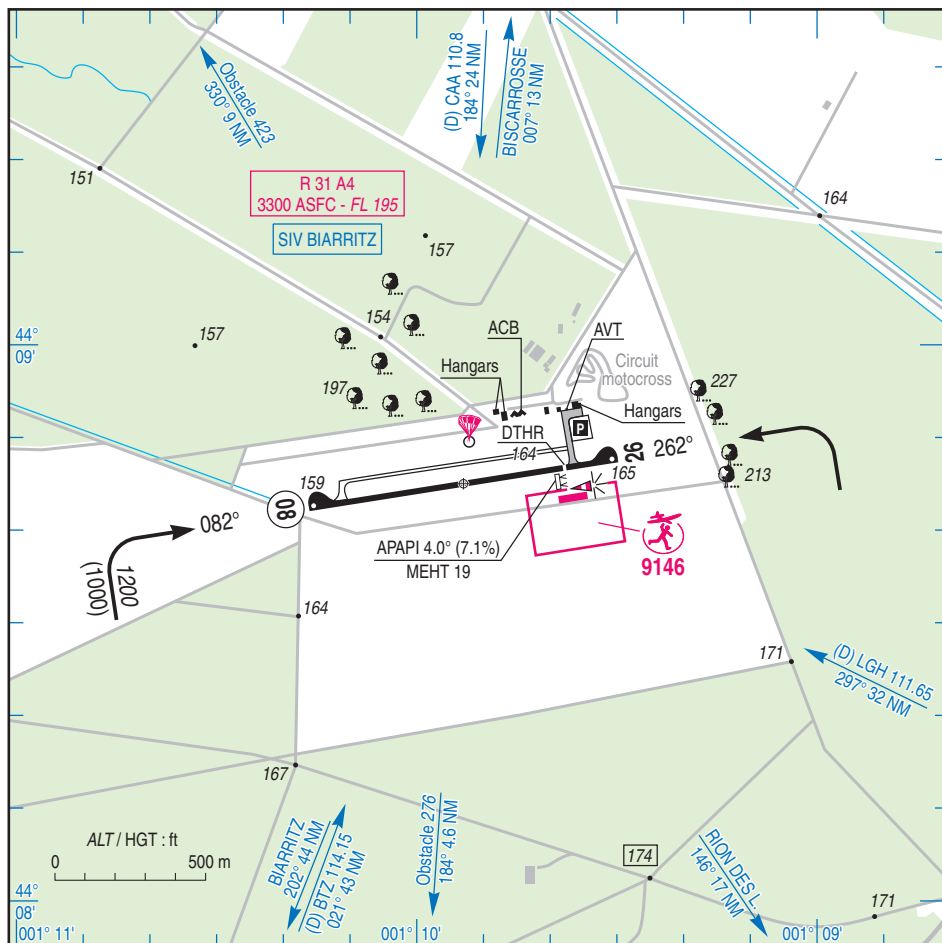 Obstacle 423
330° 9 NM
(D) CAA 110.8
184° 24 NM
BISCARROSSE
007° 13 NM
151
R 31 A4
3300 ASFC - FL 195
SIV BIARRITZ
157
164
44°
09'
157
154
ACB
AVT
Hangars
Circuit
motocross
197
227
Hangars
P
DTHR
164
26
262°
159
165
213
08
082°
1200
(1000)
APAPI 4.0° (7.1%)
MEHT 19
9146
164
171
(D) LGH 111.65
297° 32 NM
167
ALT / HGT : ft
0
500 m
BIARRITZ
202° 44 NM
(D) BTZ 114.15
021° 43 NM
Obstacle 276
184° 4.6 NM
174
RION DES L.
146° 17 NM
171
44°
08'
001° 11'
001° 10'
001° 09'